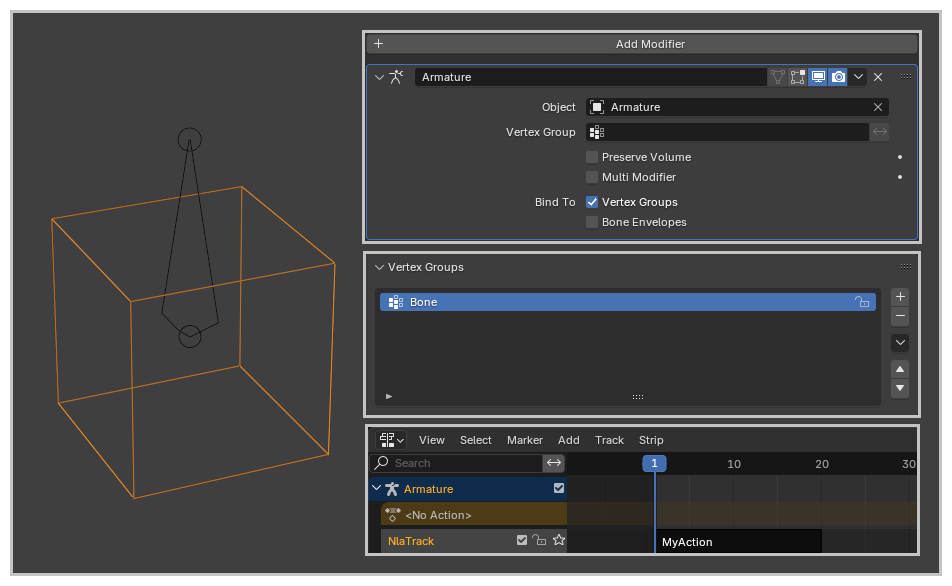 Add Modifier
Armature
Object Armature
Vertex Group
Preserve Volume
Multi Modifier
Bind To Vertex Groups
Bone Envelopes
Vertex Groups
Bone
View Select Marker Add Track Strip
Search 1 10 20 30
Armature
<No Action>
NlaTrack MyAction